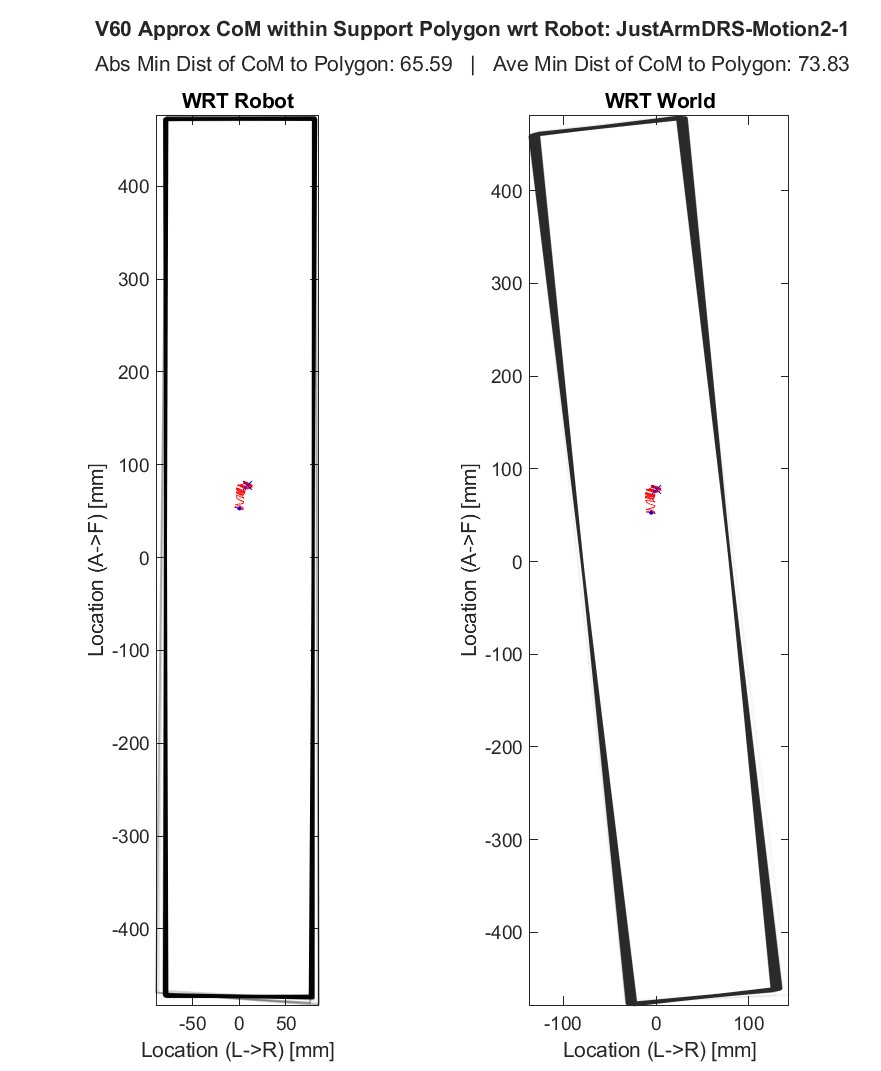 V60 Approx CoM within Support Polygon wrt Robot: JustArmDRS-Motion2-1
Abs Min Dist of CoM to Polygon: 65.59 | Ave Min Dist of CoM to Polygon: 73.83
WRT Robot
400
300
200
100
0
-100
-200
-300
-400
Location (A->F) [mm]
-50 0 50
Location (L->R) [mm]
WRT World
400
300
200
100
0
-100
-200
-300
-400
Location (A->F) [mm]
-100 0 100
Location (L->R) [mm]